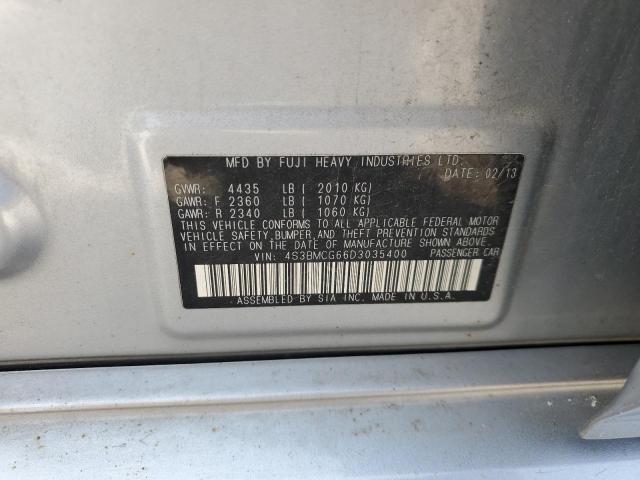 MFD BY FUJI HEAVY INDUSTRIES LTD.
DATE: 02/13
GVWR: 4435 LB ( 2010 KG)
GAWR: F 2360 LB ( 1070 KG)
GAWR: R 2340 LB ( 1060 KG)
THIS VEHICLE CONFORMS TO ALL APPLICABLE FEDERAL MOTOR
VEHICLE SAFETY, BUMPER, AND THEFT PREVENTION STANDARDS
IN EFFECT ON THE DATE OF MANUFACTURE SHOWN ABOVE.
VIN: 4S3BMCG66D3035400 PASSENGER CAR
ASSEMBLED BY SIA INC. MADE IN U.S.A.